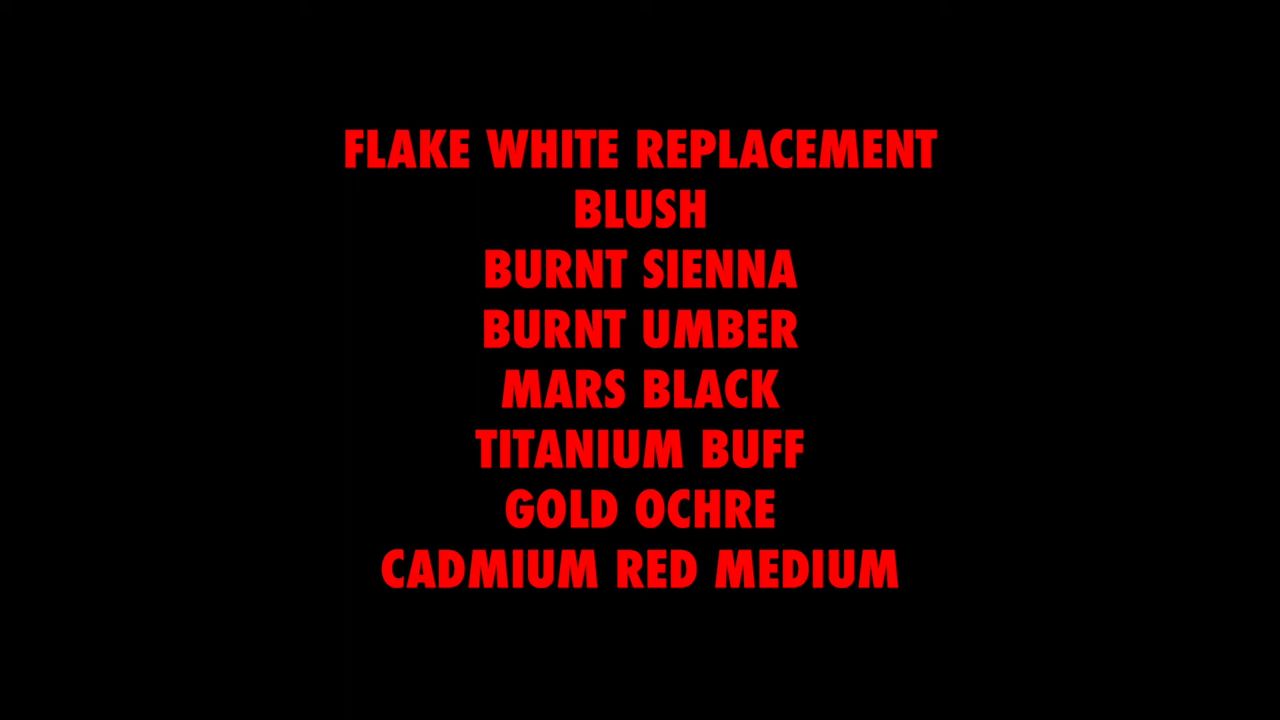 FLAKE WHITE REPLACEMENT
BLUSH
BURNT SIENNA
BURNT UMBER
MARS BLACK
TITANIUM BUFF
GOLD OCHRE
CADMIUM RED MEDIUM